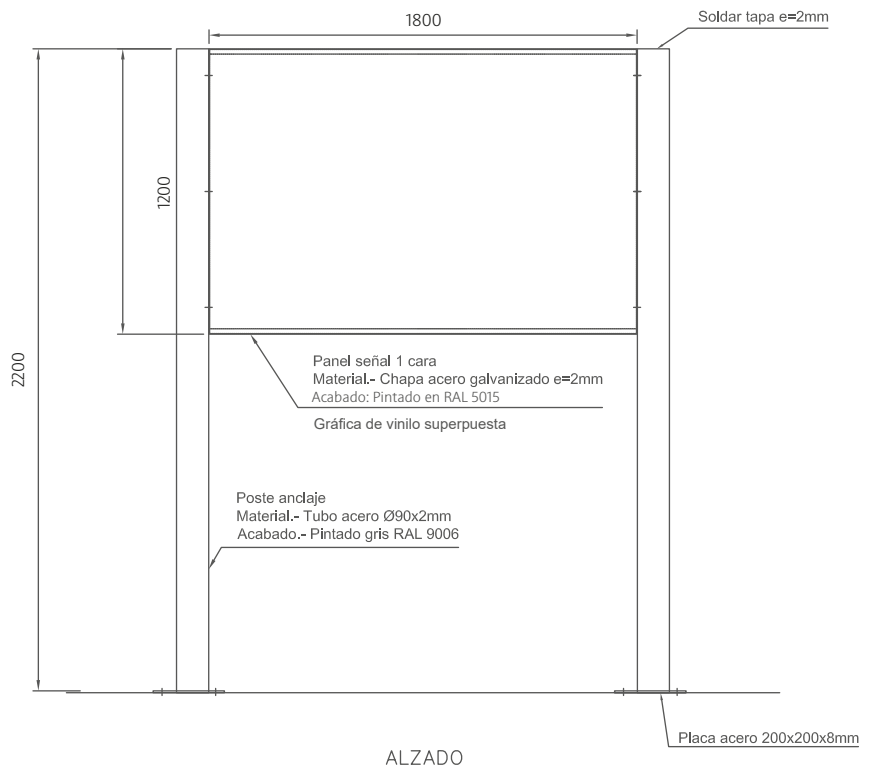 1800
Soldar tapa e=2mm
1200
2200
Panel señal 1 cara
Material.- Chapa acero galvanizado e=2mm
Acabado: Pintado en RAL 5015
Gráfica de vinilo superpuesta
Poste anclaje
Material.- Tubo acero Ø90x2mm
Acabado.- Pintado gris RAL 9006
Placa acero 200x200x8mm
ALZADO